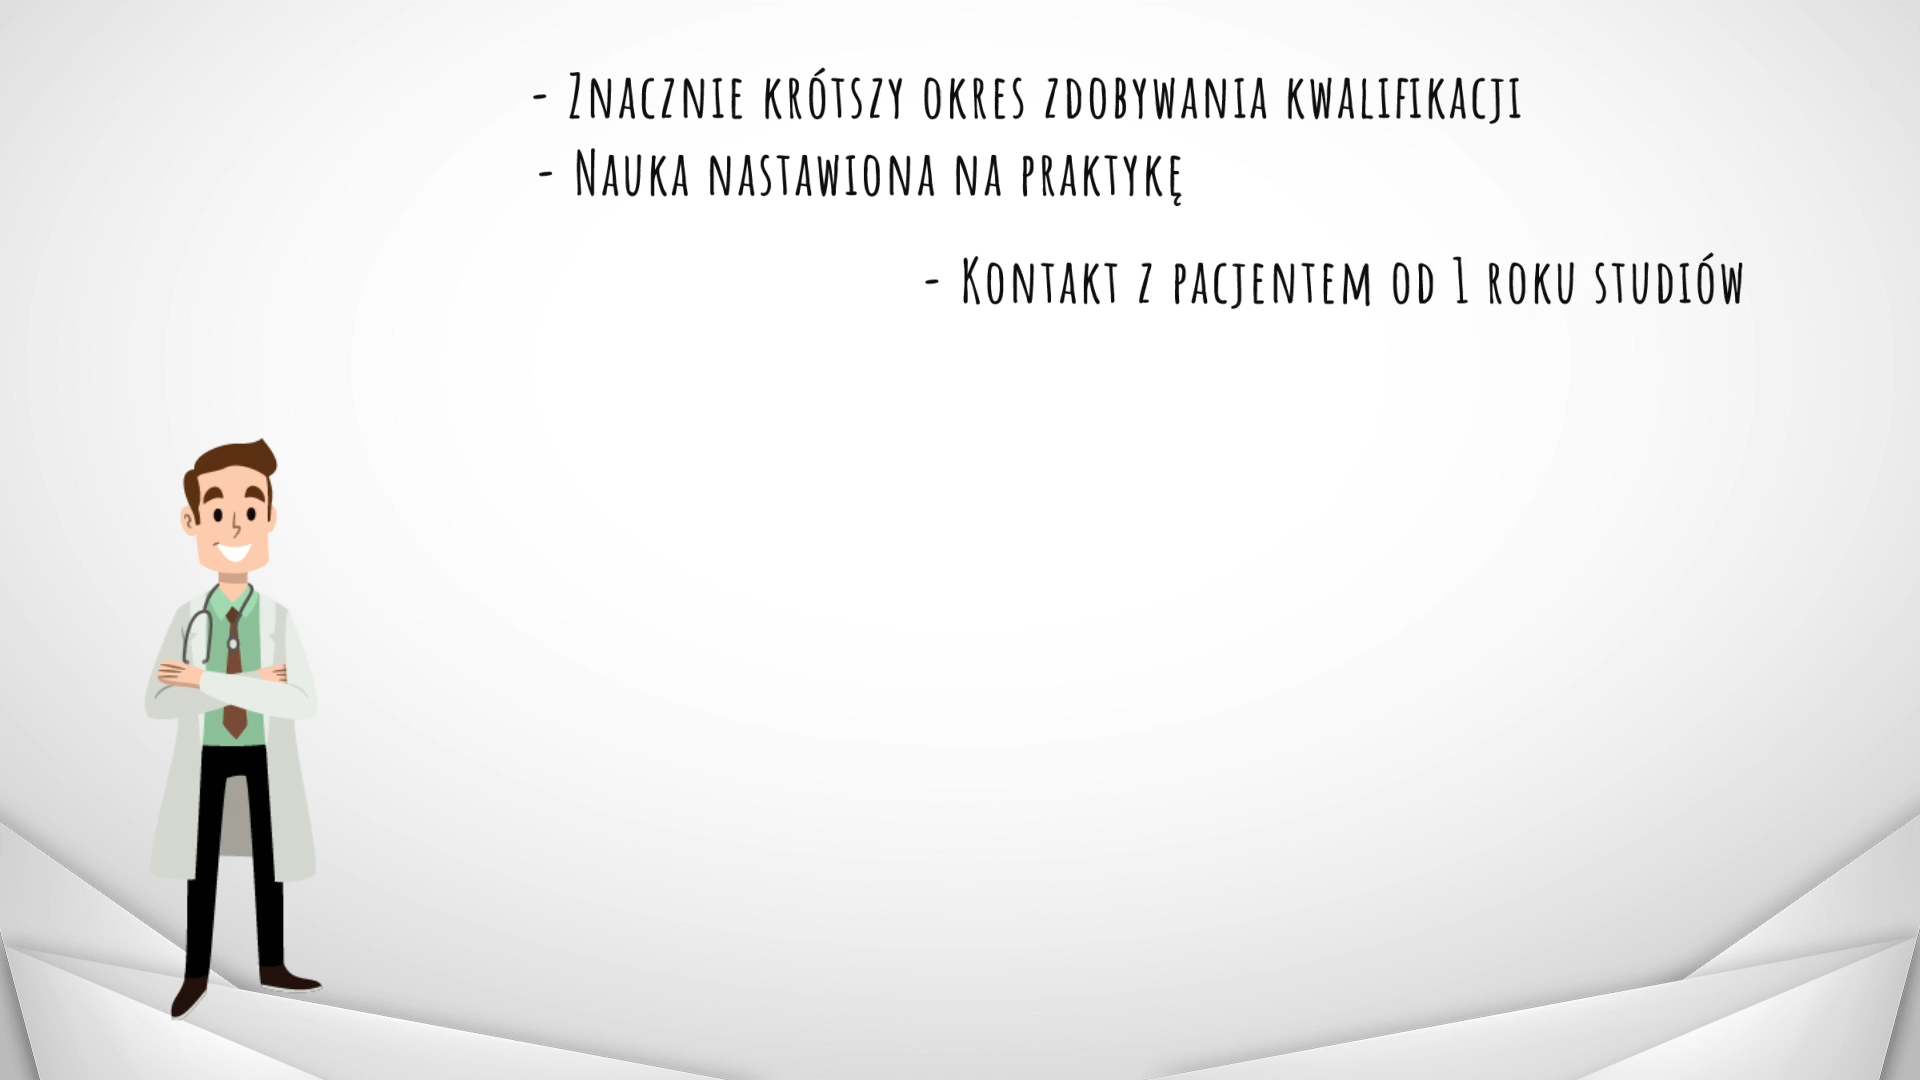 - Znacznie krótszy okres zdobywania kwalifikacji
- Nauka nastawiona na praktykę
- Kontakt z pacjentem od 1 roku studiów